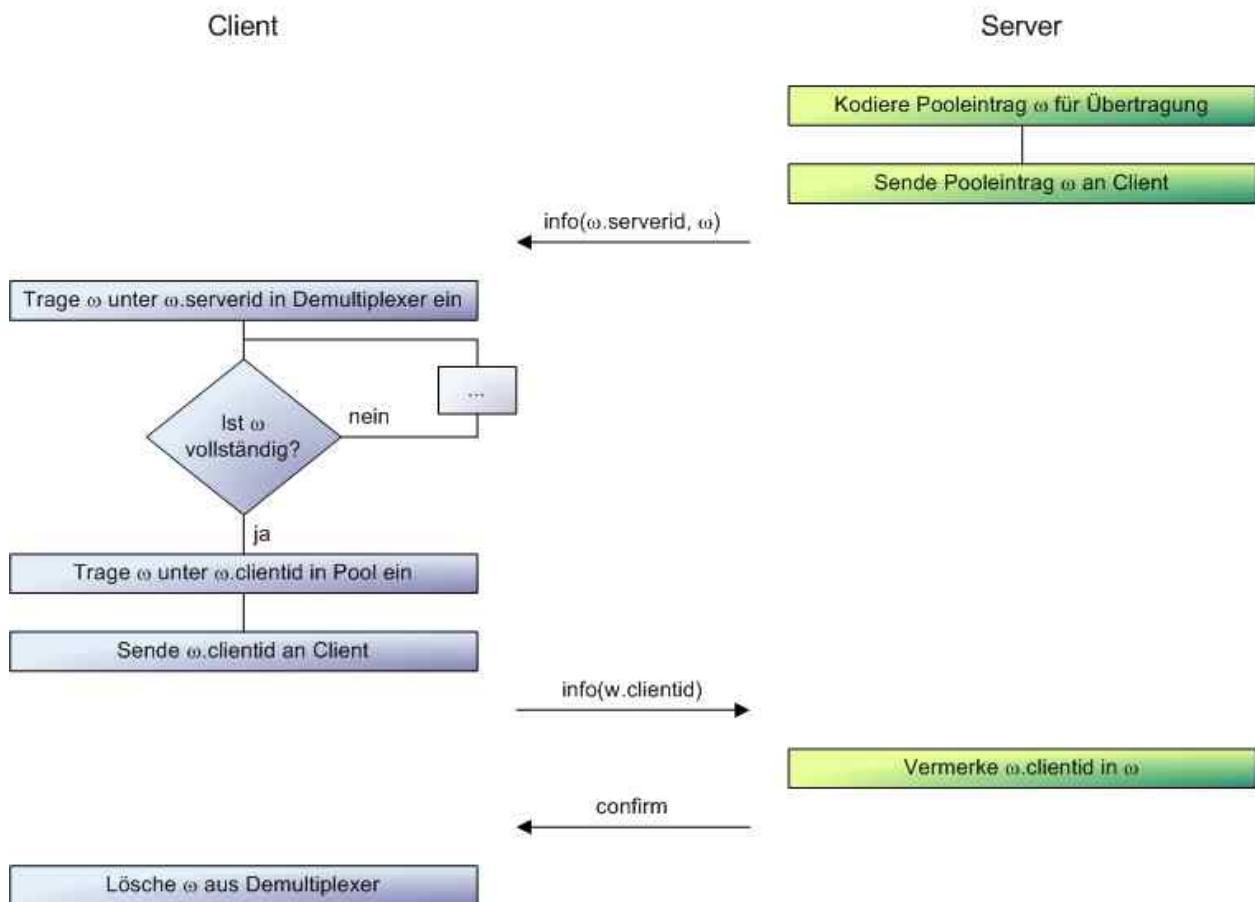 Client
Server
Kodiere Pooleintrag ω für Übertragung
Sende Pooleintrag ω an Client
info(ω.serverid, ω)
Trage ω unter ω.serverid in Demultiplexer ein
...
nein
Ist ω
vollständig?
ja
Trage ω unter ω.clientid in Pool ein
Sende ω.clientid an Client
info(w.clientid)
Vermerke ω.clientid in ω
confirm
Lösche ω aus Demultiplexer